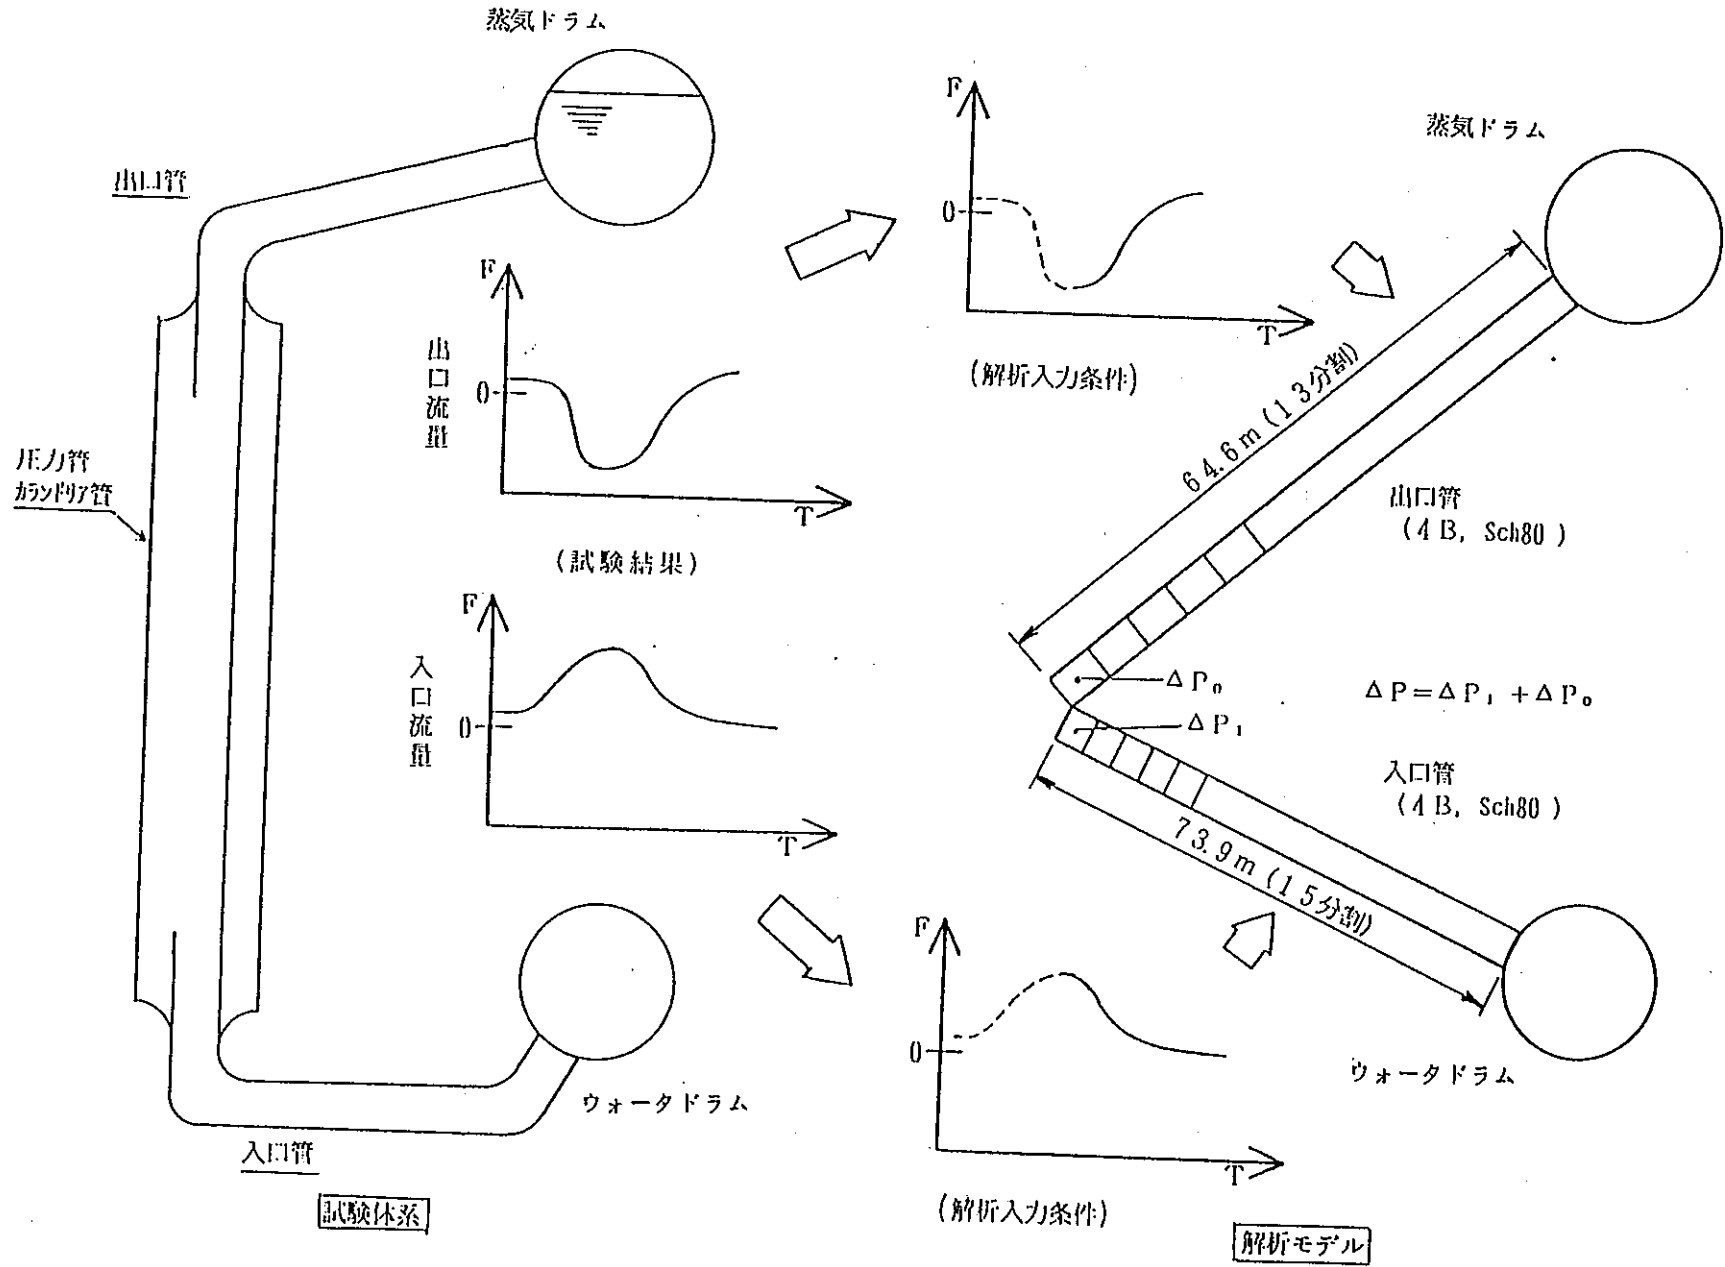 蒸気ドラム
出口管
F
出口流量
0
T
(試験結果)
圧力管
カランドリア管
F
入口流量
0
T
ウォータドラム
入口管
試験体系
F
0
T
(解析入力条件)
蒸気ドラム
64.6m(13分割)
出口管
(4B, Sch80)
ΔP₀
ΔP=ΔP₁+ΔP₀
ΔP₁
入口管
(4B, Sch80)
73.9m(15分割)
F
0
T
(解析入力条件)
ウォータドラム
解析モデル